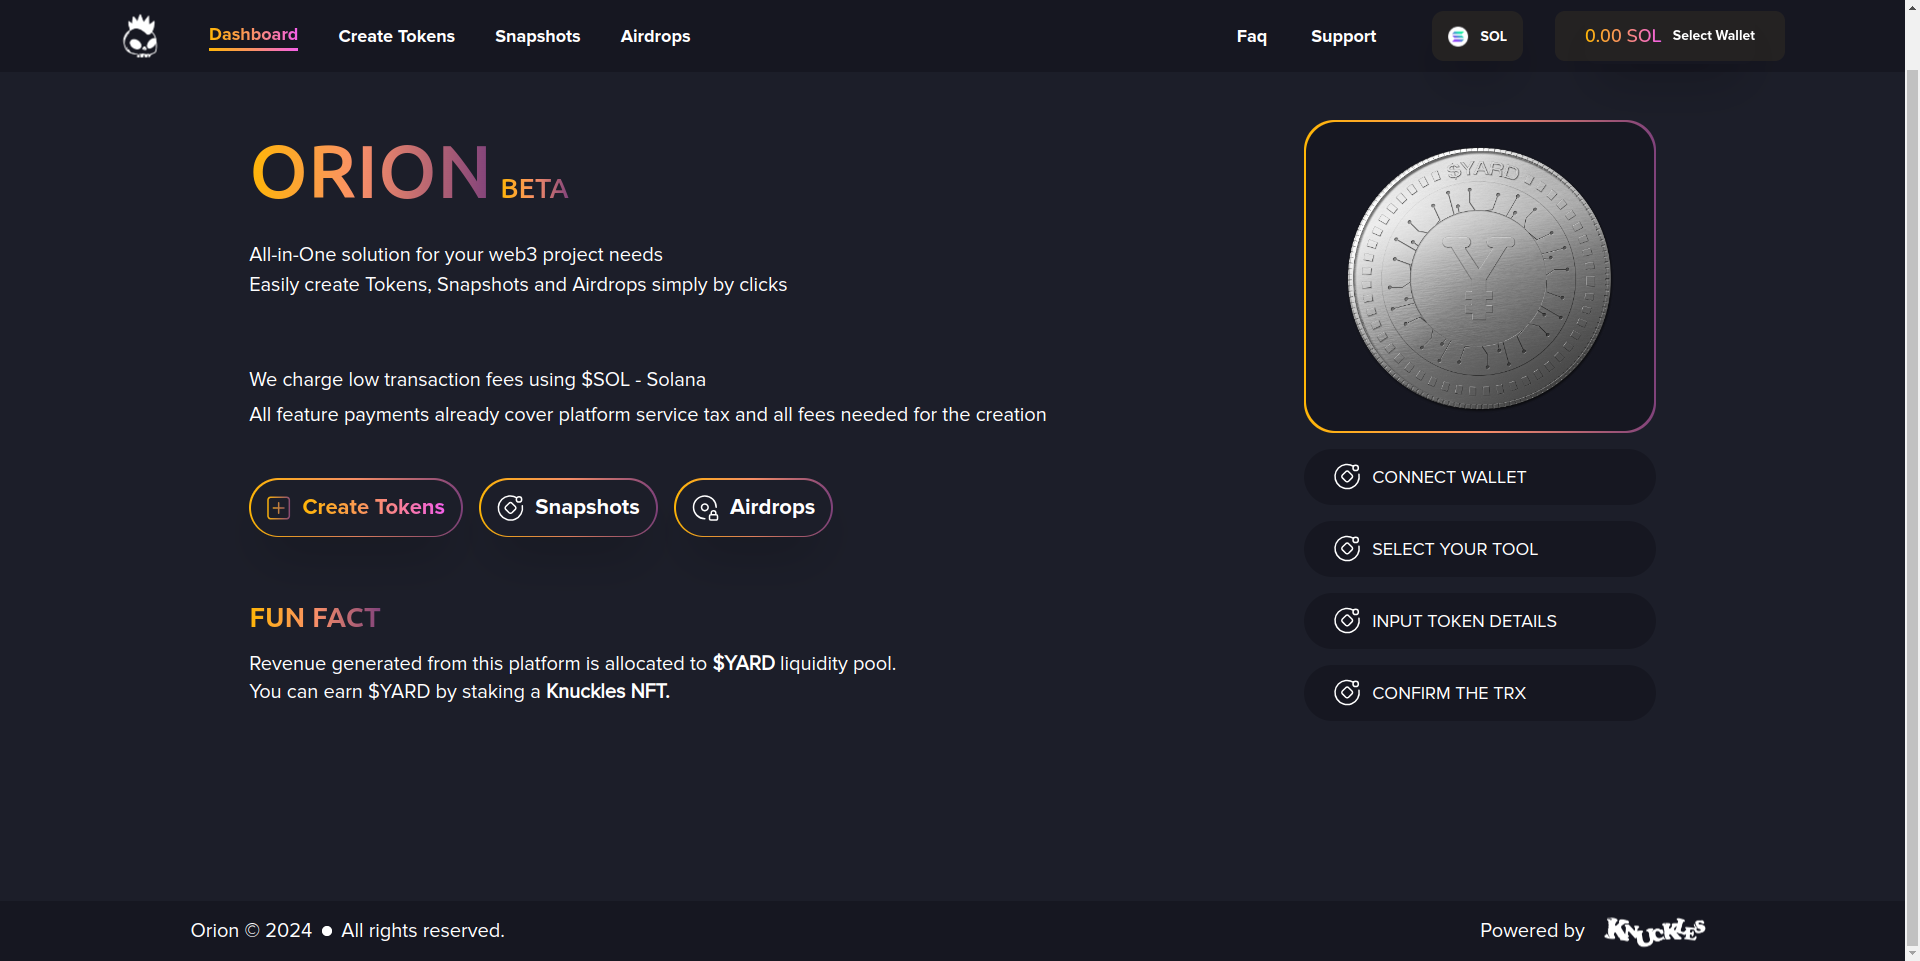 Dashboard
Create Tokens
Snapshots
Airdrops
Faq
Support
SOL
0.00 SOL Select Wallet
ORION BETA
All-in-One solution for your web3 project needs
Easily create Tokens, Snapshots and Airdrops simply by clicks
We charge low transaction fees using $SOL - Solana
All feature payments already cover platform service tax and all fees needed for the creation
Create Tokens
Snapshots
Airdrops
FUN FACT
Revenue generated from this platform is allocated to $YARD liquidity pool.
You can earn $YARD by staking a Knuckles NFT.
$YARD
CONNECT WALLET
SELECT YOUR TOOL
INPUT TOKEN DETAILS
CONFIRM THE TRX
Orion © 2024 ● All rights reserved.
Powered by KNUCKLES